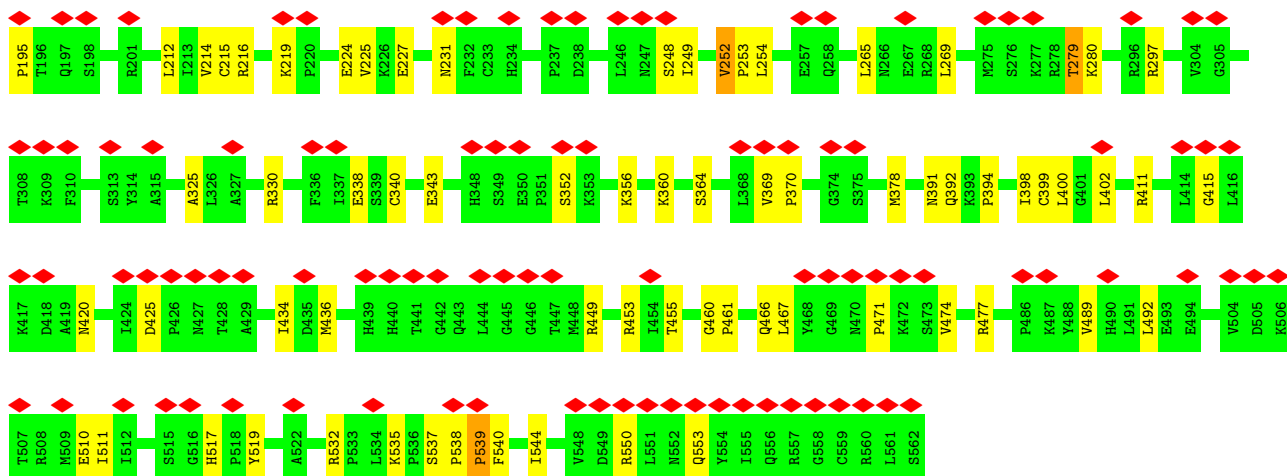 P195 T196 Q197 S198 R201 L212 I213 V214 C215 R216 K219 P220 E224 V225 K226 E227 N231 F232 C233 H234 P237 D238 L246 N247 S248 I249 V252 P253 L254 E257 Q258 L265 N266 E267 R268 L269 M275 S276 K277 R278 T279 K280 R296 R297 V304 G305
T308 K309 F310 S313 Y314 A315 A325 L326 A327 R330 F336 I337 E338 S339 C340 E343 H348 S349 E350 P351 S352 K353 K356 K360 S364 L368 V369 P370 G374 S375 M378 N391 Q392 K393 P394 I398 C399 L400 G401 L402 R411 L414 G415 L416
K417 D418 A419 N420 I424 D425 P426 N427 T428 A429 I434 D435 M436 H439 H440 T441 G442 Q443 L444 G445 G446 T447 M448 R449 R453 I454 T455 G460 P461 Q466 L467 Y468 G469 N470 P471 K472 S473 V474 R477 P486 K487 Y488 V489 H490 L491 L492 E493 E494 V504 D505 K506
T507 R508 M509 E510 I511 I512 S515 G516 H517 P518 Y519 A522 R532 P533 L534 K535 P536 S537 P538 P539 F540 I544 V548 D549 R550 L551 N552 Q553 Y554 I555 Q556 R557 G558 C559 R560 L561 S562